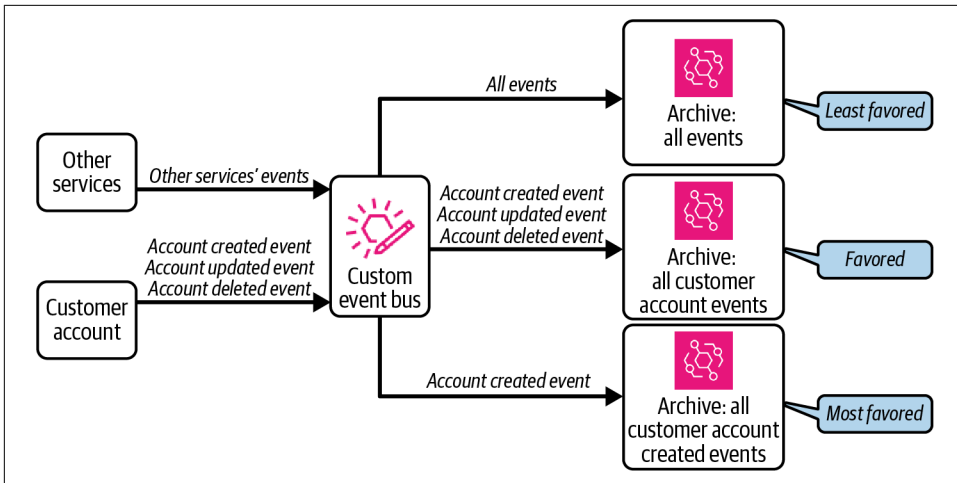 All events
Archive:
all events
Least favored
Other
services
Other services' events
Account created event
Account updated event
Account deleted event
Customer
account
Custom
event bus
Account created event
Account updated event
Account deleted event
Archive:
all customer
account events
Favored
Account created event
Archive: all
customer account
created events
Most favored